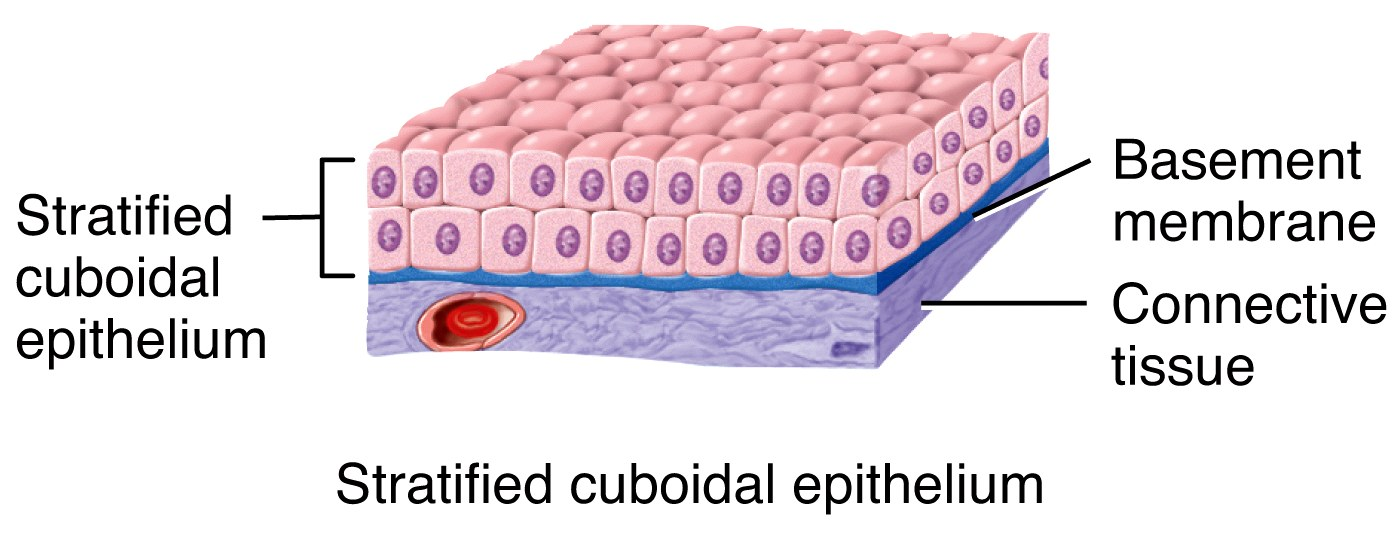 Stratified
cuboidal
epithelium
Basement
membrane
Connective
tissue
Stratified cuboidal epithelium